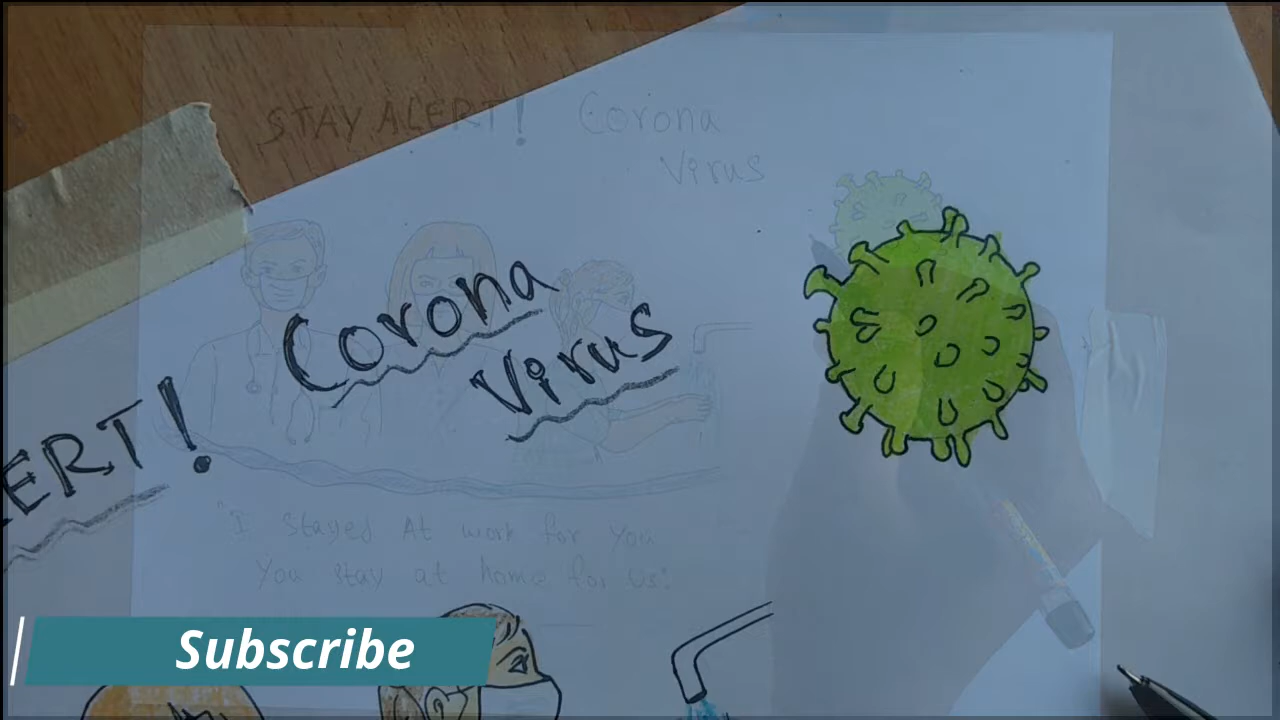 STAY ALERT! Corona
Virus
Corona
Virus
ERT!
"I Stayed At work for You
You stay at home for us!
Subscribe